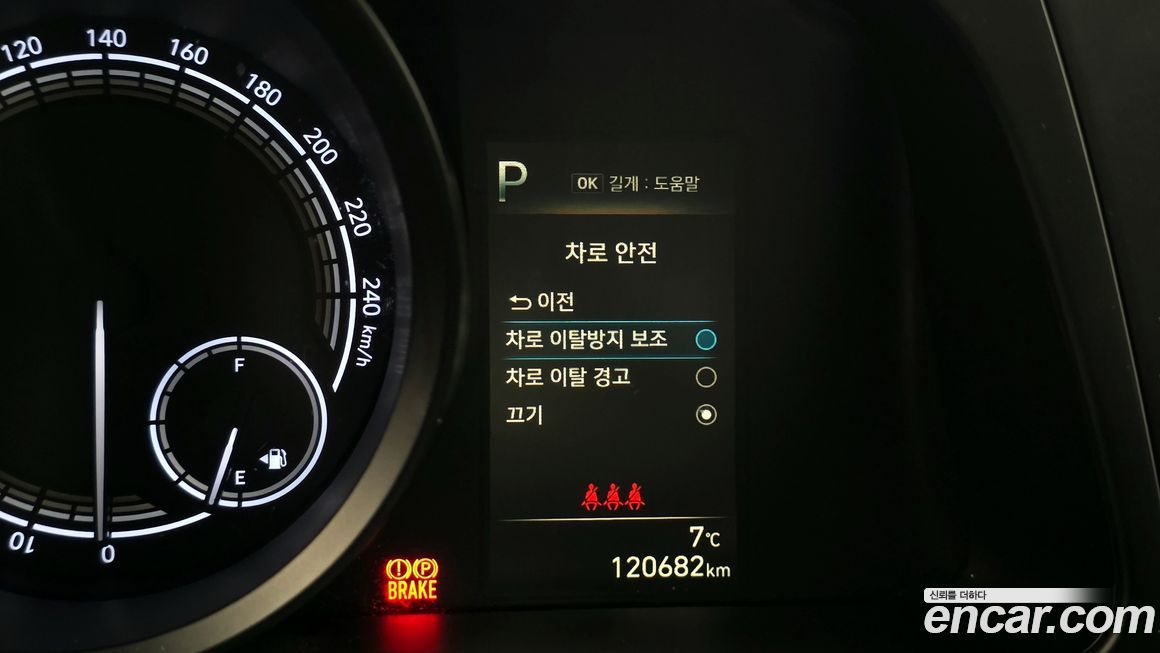 120
140
160
180
200
220
240
km/h
F
E
10
0
P
OK 길게 : 도움말
차로 안전
이전
차로 이탈방지 보조
차로 이탈 경고
끄기
7℃
120682km
(!) (P)
BRAKE
신뢰를 더하다
encar.com